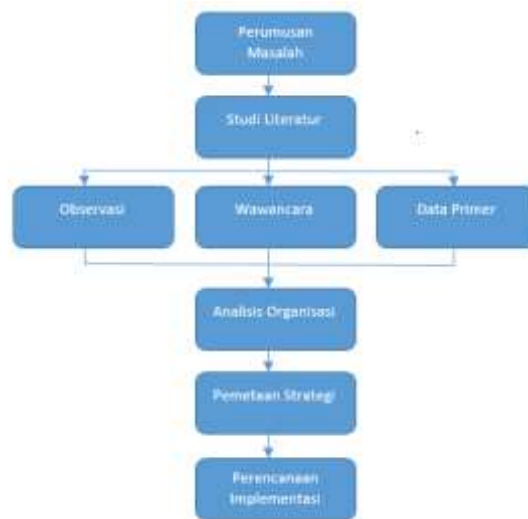 Perumusan
Masalah
Studi Literatur
Observasi
Wawancara
Data Primer
Analisis Organisasi
Pemetaan Strategi
Perencanaan
Implementasi